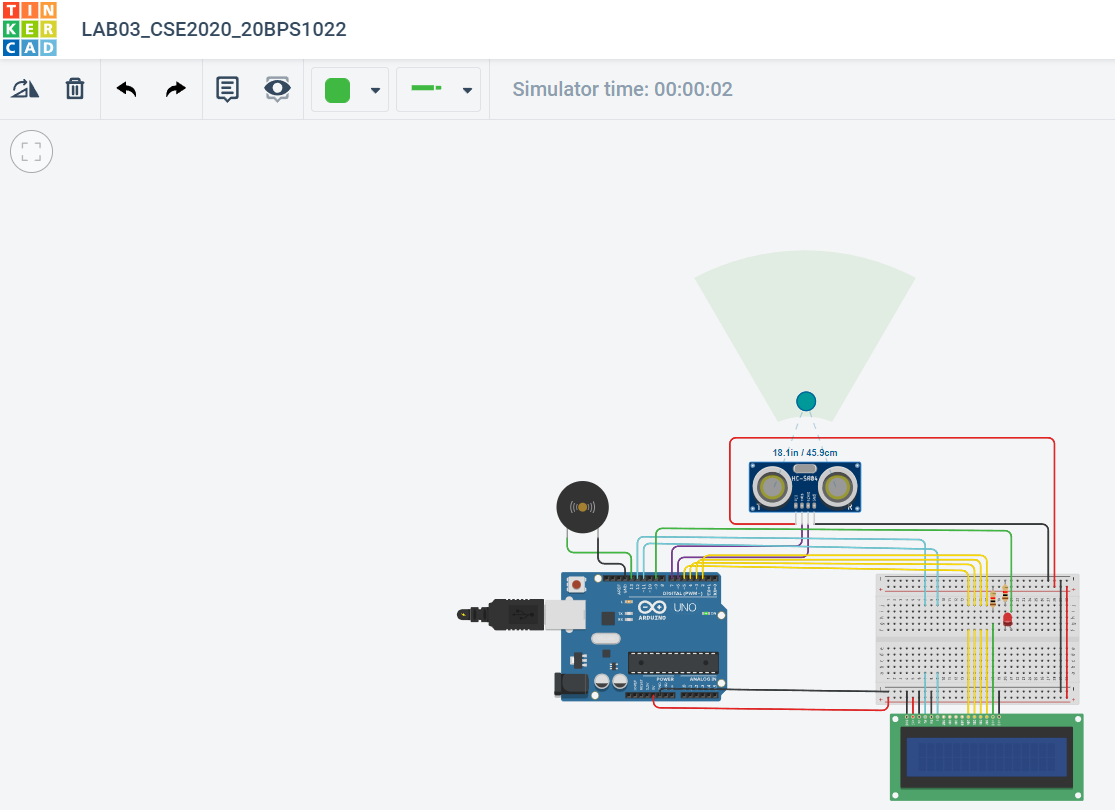 TIN
KER
CAD
LAB03_CSE2020_20BPS1022
Simulator time: 00:00:02
18.1in / 45.9cm
HC-SR04
DIGITAL (PWM~)
UNO
ARDUINO
POWER
ANALOG IN